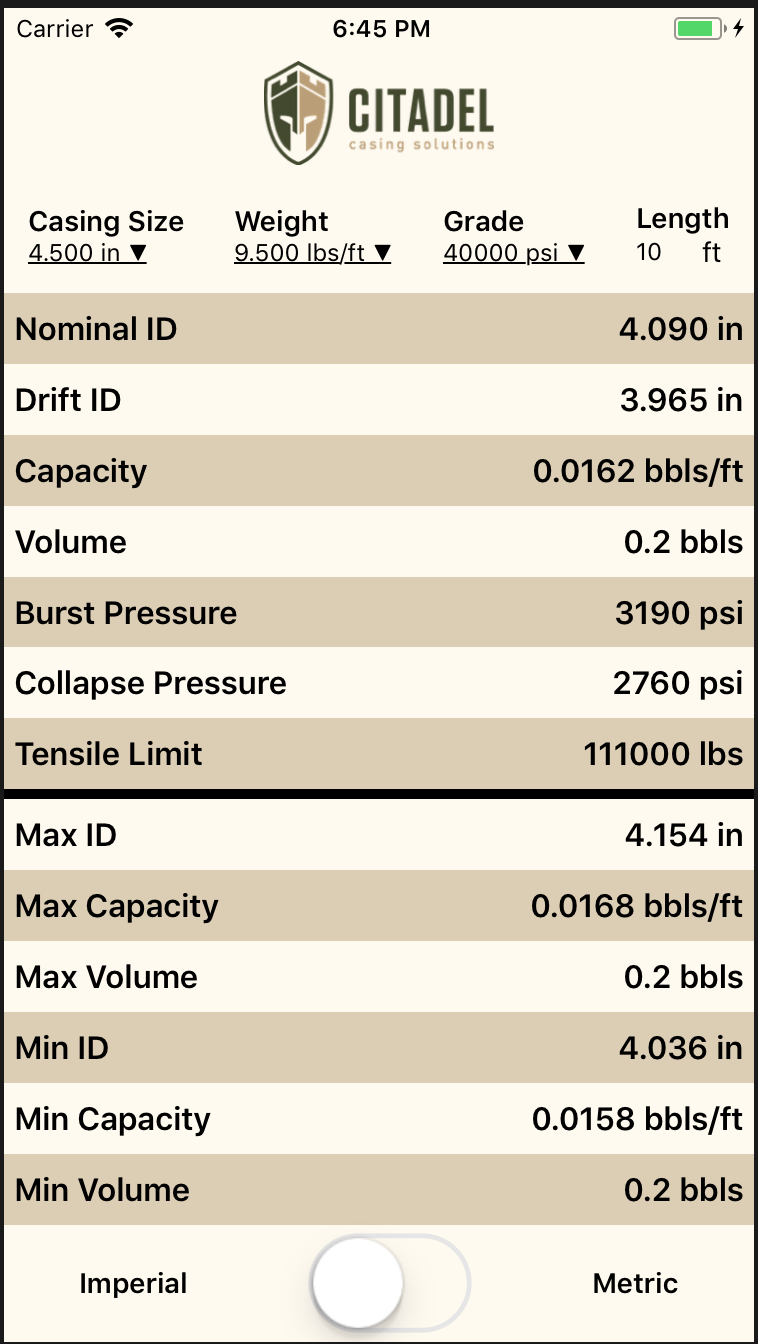 Carrier 6:45 PM
CITADEL
casing solutions
Casing Size Weight Grade Length
4.500 in ▼ 9.500 lbs/ft ▼ 40000 psi ▼ 10 ft
Nominal ID 4.090 in
Drift ID 3.965 in
Capacity 0.0162 bbls/ft
Volume 0.2 bbls
Burst Pressure 3190 psi
Collapse Pressure 2760 psi
Tensile Limit 111000 lbs
Max ID 4.154 in
Max Capacity 0.0168 bbls/ft
Max Volume 0.2 bbls
Min ID 4.036 in
Min Capacity 0.0158 bbls/ft
Min Volume 0.2 bbls
Imperial Metric